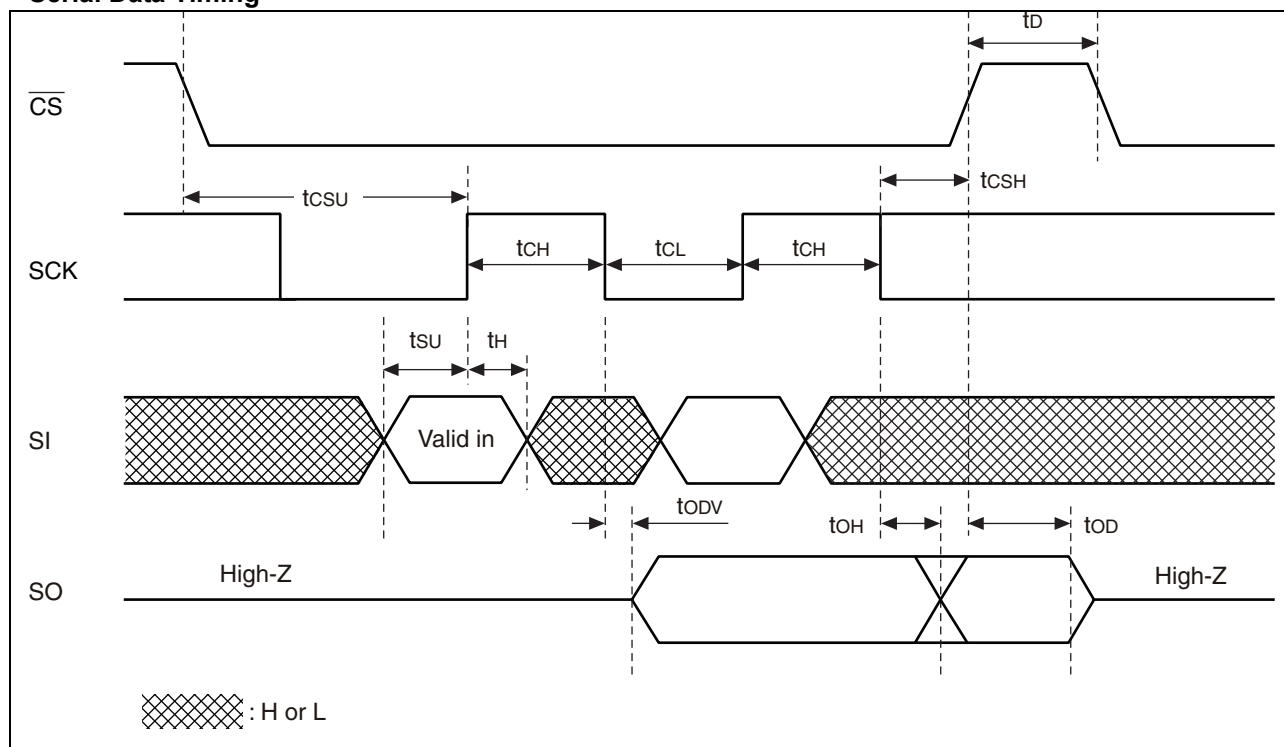 Serial Data Timing
tD
CS
tCSU
tCSH
tCH
tCL
tCH
SCK
tSU
tH
SI
Valid in
tODV
tOH
tOD
High-Z
High-Z
SO
: H or L